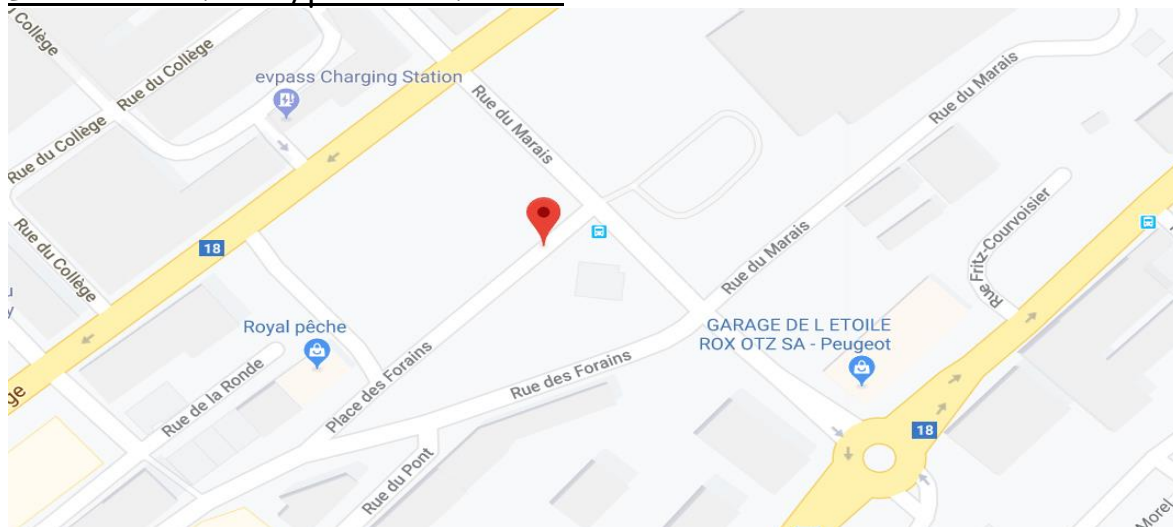 Collège
Rue du Collège
evpass Charging Station
Rue du Marais
Rue du Marais
Rue du Collège
Rue Fritz-Courvoisier
Rue du Collège
18
Rue du Marais
Royal pêche
GARAGE DE L ETOILE
ROX OTZ SA - Peugeot
Place des Forains
Rue des Forains
Rue de la Ronde
18
Rue du Pont
Morel